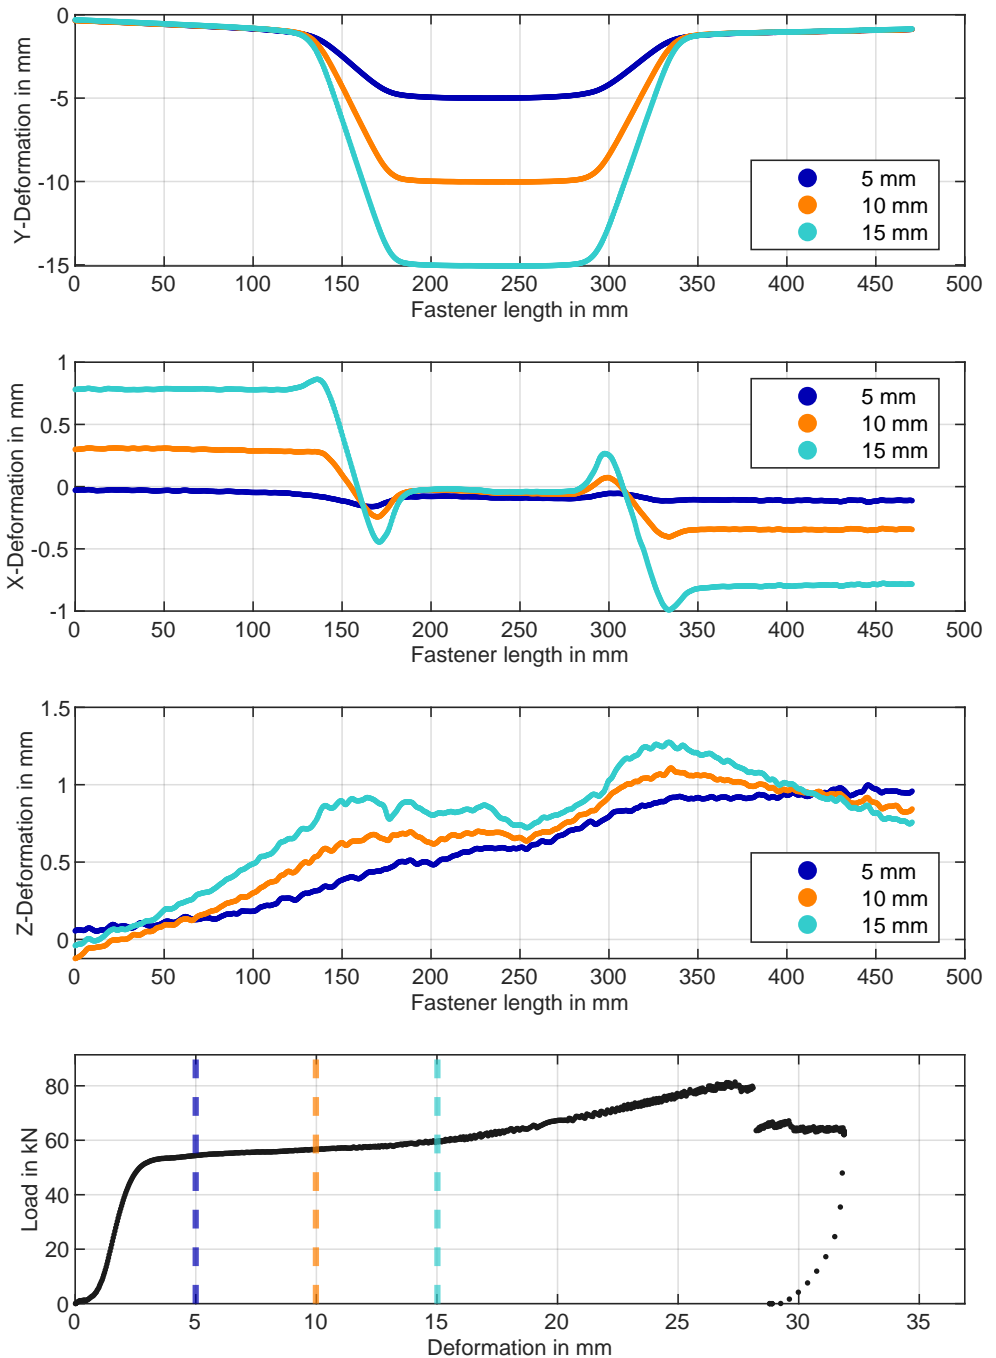 0
-5
-10
-15
Y-Deformation in mm
5 mm
10 mm
15 mm
0 50 100 150 200 250 300 350 400 450 500
Fastener length in mm
1
0.5
0
-0.5
-1
X-Deformation in mm
5 mm
10 mm
15 mm
0 50 100 150 200 250 300 350 400 450 500
Fastener length in mm
1.5
1
0.5
0
Z-Deformation in mm
5 mm
10 mm
15 mm
0 50 100 150 200 250 300 350 400 450 500
Fastener length in mm
80
60
40
20
0
Load in kN
0 5 10 15 20 25 30 35
Deformation in mm